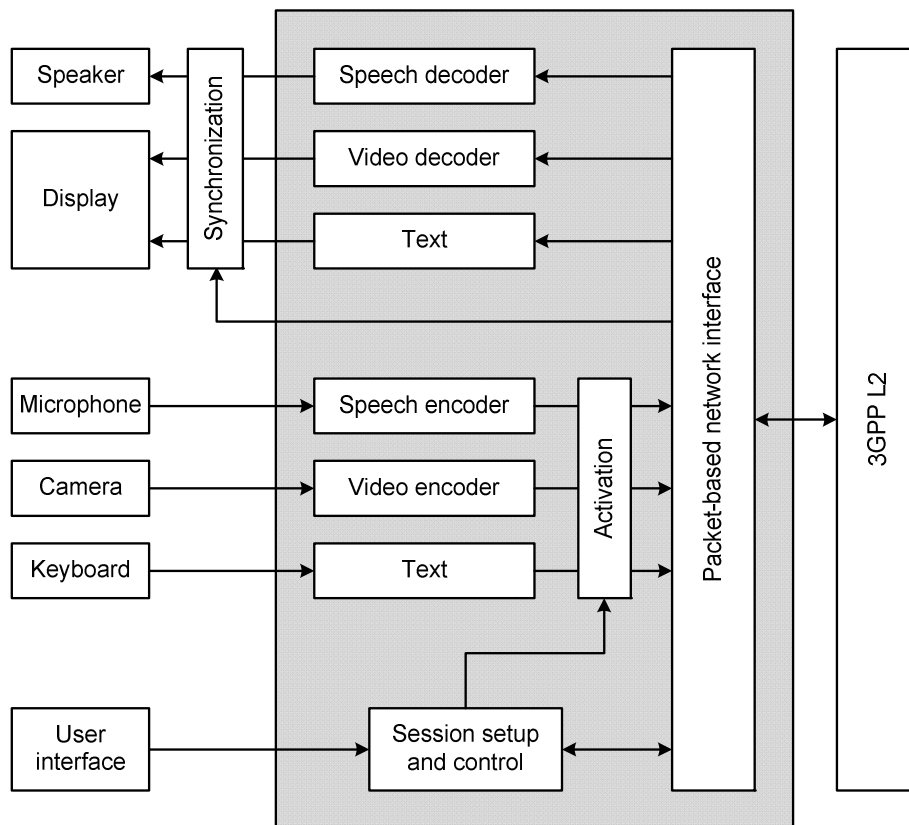 Speaker
Display
Synchronization
Speech decoder
Video decoder
Text
Packet-based network interface
3GPP L2
Microphone
Camera
Keyboard
Speech encoder
Video encoder
Text
Activation
User
interface
Session setup
and control